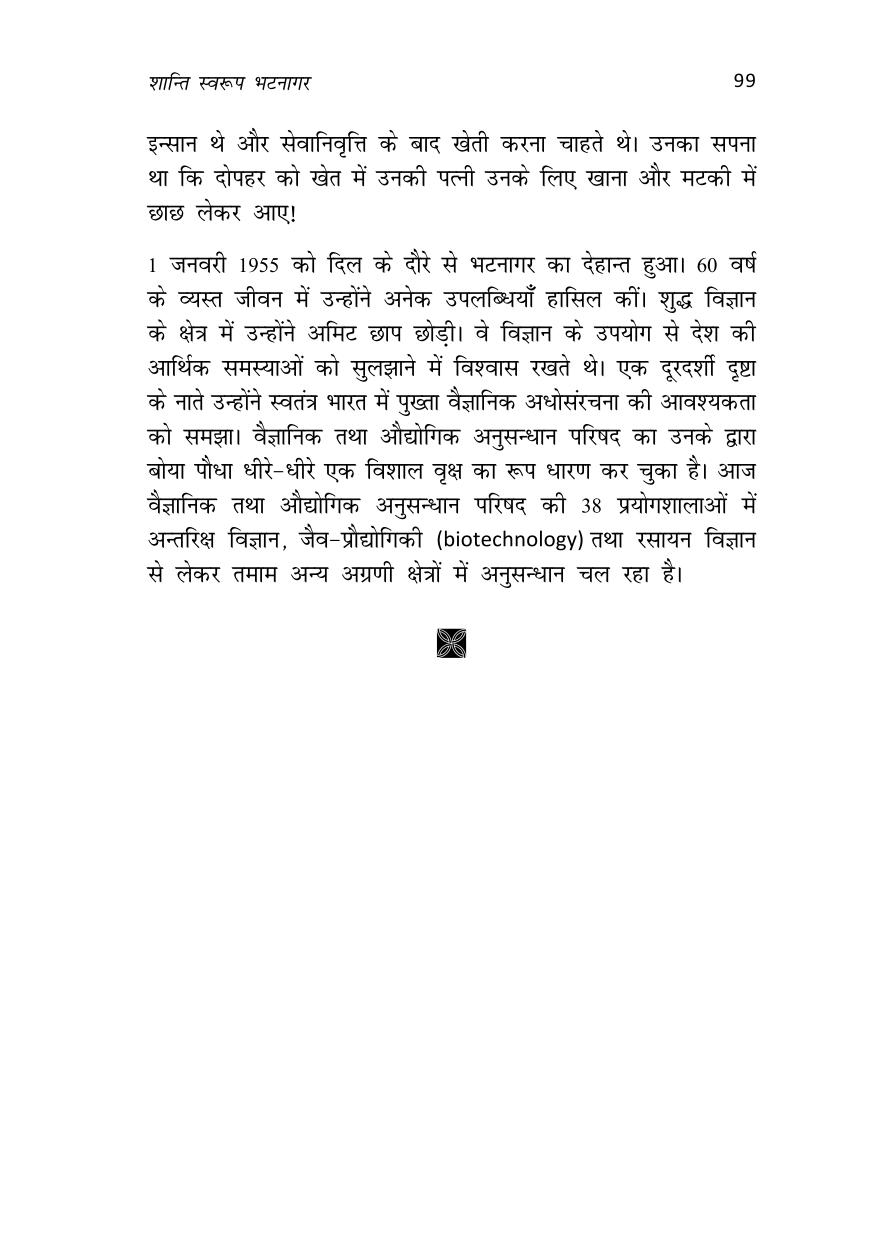 शान्ति स्वरूप भटनागर 99
इन्सान थे और सेवानिवृत्ति के बाद खेती करना चाहते थे। उनका सपना
था कि दोपहर को खेत में उनकी पत्नी उनके लिए खाना और मटकी में
छाछ लेकर आए!
1 जनवरी 1955 को दिल के दौरे से भटनागर का देहान्त हुआ। 60 वर्ष
के व्यस्त जीवन में उन्होंने अनेक उपलब्धियाँ हासिल कीं। शुद्ध विज्ञान
के क्षेत्र में उन्होंने अमिट छाप छोड़ी। वे विज्ञान के उपयोग से देश की
आर्थिक समस्याओं को सुलझाने में विश्वास रखते थे। एक दूरदर्शी दृष्टा
के नाते उन्होंने स्वतंत्र भारत में पुख्ता वैज्ञानिक अधोसंरचना की आवश्यकता
को समझा। वैज्ञानिक तथा औद्योगिक अनुसन्धान परिषद का उनके द्वारा
बोया पौधा धीरे-धीरे एक विशाल वृक्ष का रूप धारण कर चुका है। आज
वैज्ञानिक तथा औद्योगिक अनुसन्धान परिषद की 38 प्रयोगशालाओं में
अन्तरिक्ष विज्ञान, जैव-प्रौद्योगिकी (biotechnology) तथा रसायन विज्ञान
से लेकर तमाम अन्य अग्रणी क्षेत्रों में अनुसन्धान चल रहा है।